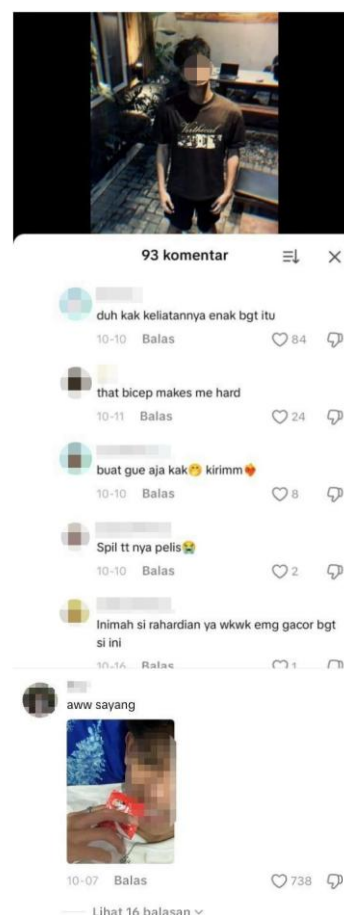 Verthical
93 komentar
duh kak keliatannya enak bgt itu
10-10 Balas 84
that bicep makes me hard
10-11 Balas 24
buat gue aja kak🤭 kirimm❤️‍🔥
10-10 Balas 8
Spil tt nya pelis😭
10-10 Balas 2
Inimah si rahardian ya wkwk emg gacor bgt
si ini
10-16 Balas 1
aww sayang
10-07 Balas 738
Lihat 16 balasan